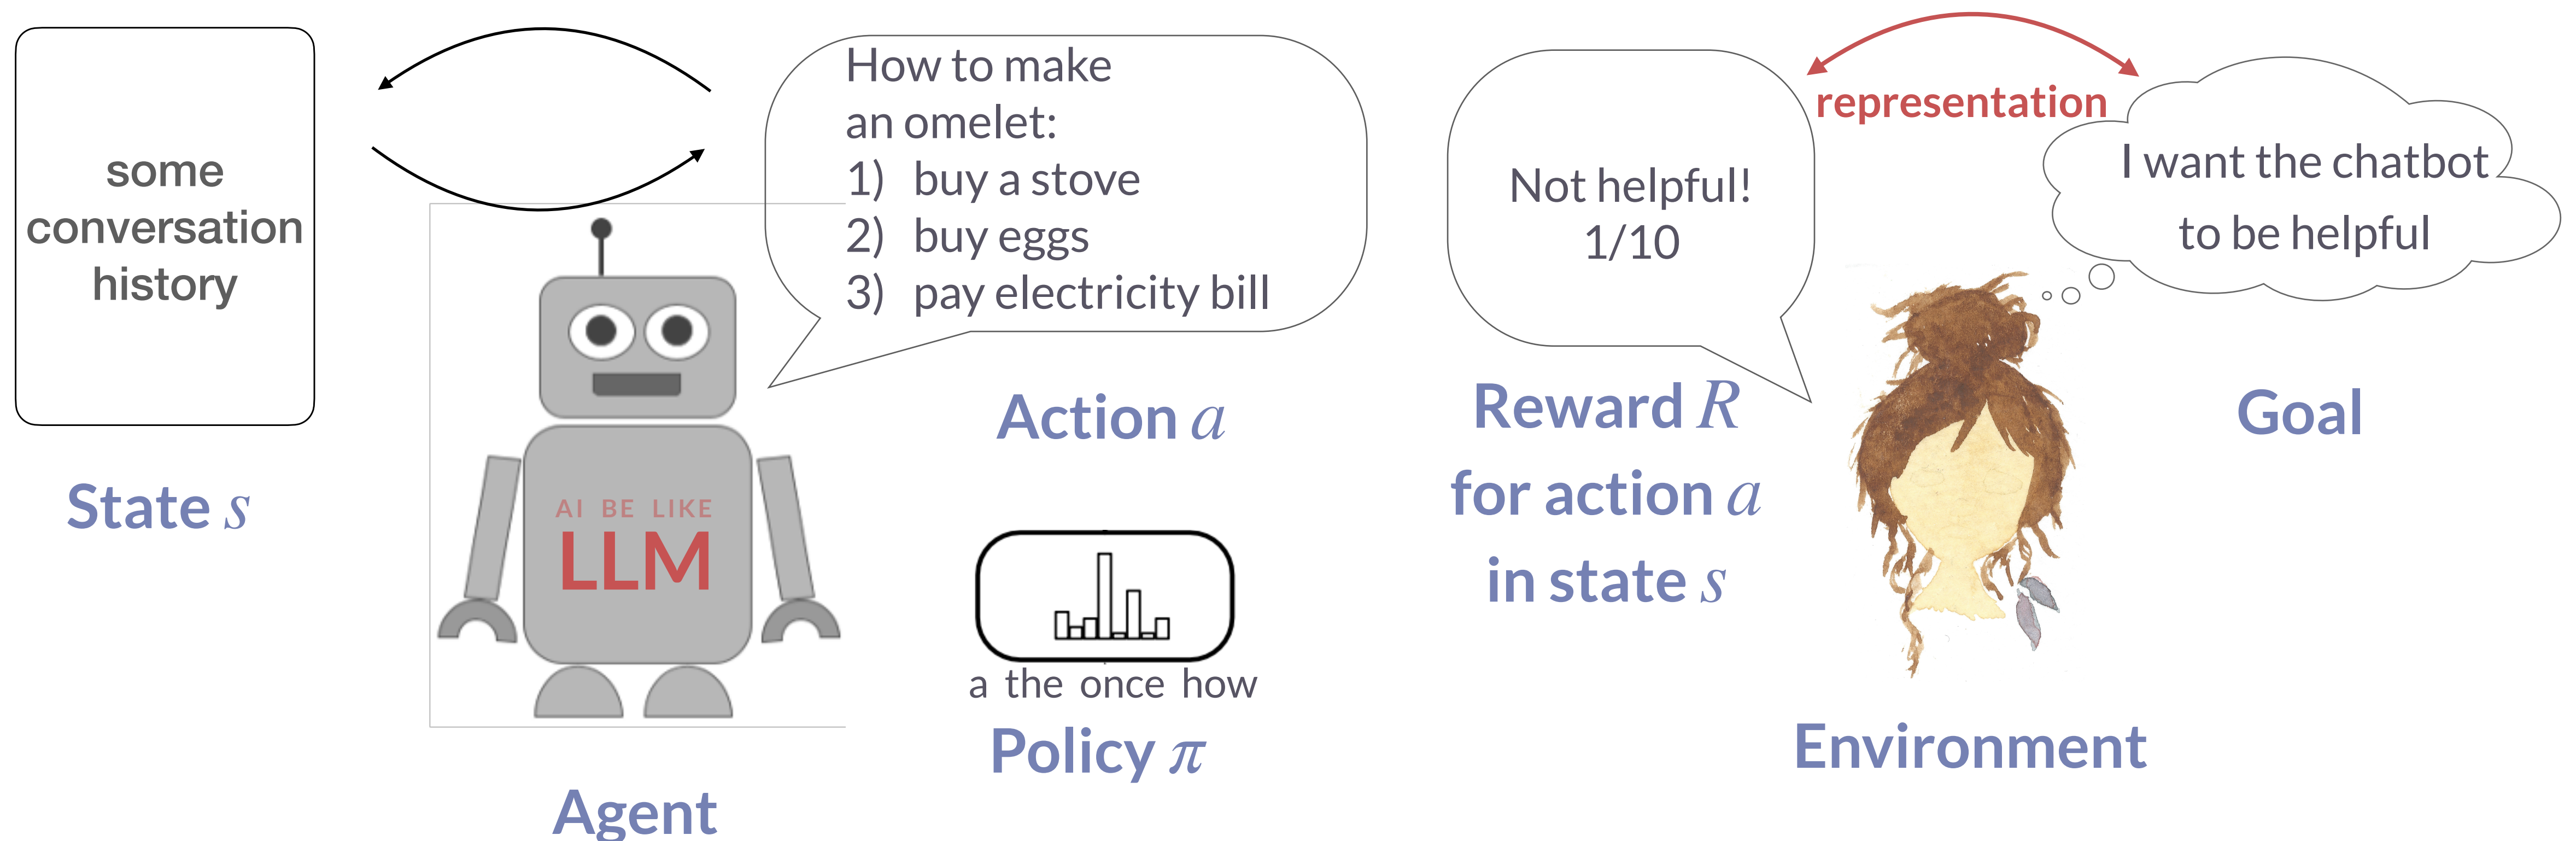 some
conversation
history
State s
How to make
an omelet:
1) buy a stove
2) buy eggs
3) pay electricity bill
Action a
AI BE LIKE
LLM
Agent
a the once how
Policy π
Not helpful!
1/10
Reward R
for action a
in state s
representation
I want the chatbot
to be helpful
Goal
Environment